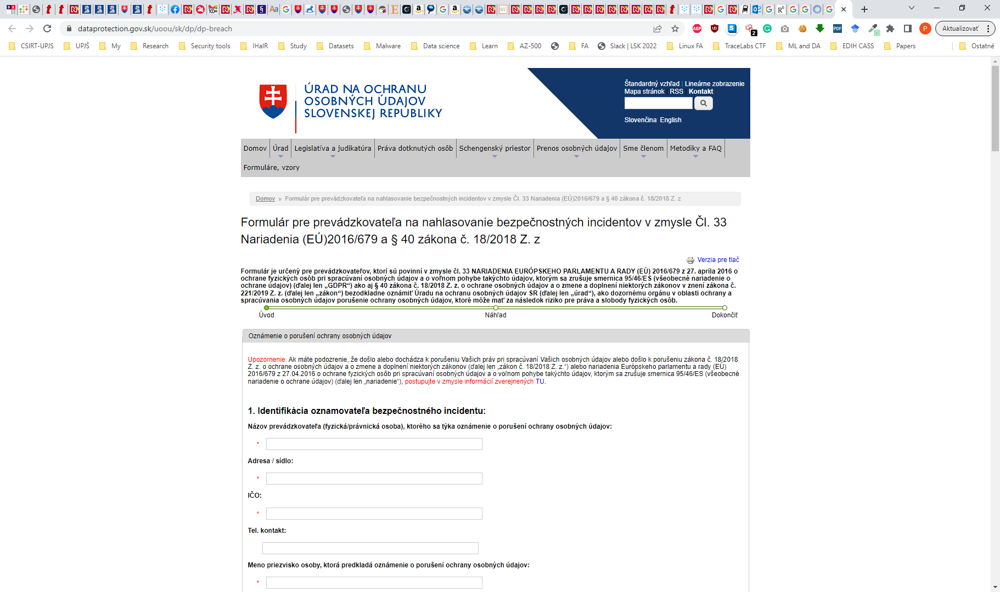 Aktualizovať
dataprotection.gov.sk/uoou/sk/dp/dp-breach
CSIRT-UPJS UPJŠ My Research Security tools IHaIR Study Datasets Malware Data science Learn AZ-500 FA Slack | LSK 2022 Linux FA TraceLabs CTF ML and DA EDIH CASS Papers Ostatné
ÚRAD NA OCHRANU
OSOBNÝCH ÚDAJOV
SLOVENSKEJ REPUBLIKY
Štandardný vzhľad | Lineárne zobrazenie
Mapa stránok RSS Kontakt
Slovenčina English
Domov Úrad Legislatíva a judikatúra Práva dotknutých osôb Schengenský priestor Prenos osobných údajov Sme členom Metodiky a FAQ
Formuláre, vzory
Domov » Formulár pre prevádzkovateľa na nahlasovanie bezpečnostných incidentov v zmysle Čl. 33 Nariadenia (EÚ)2016/679 a § 40 zákona č. 18/2018 Z. z
Formulár pre prevádzkovateľa na nahlasovanie bezpečnostných incidentov v zmysle Čl. 33
Nariadenia (EÚ)2016/679 a § 40 zákona č. 18/2018 Z. z
Verzia pre tlač
Formulár je určený pre prevádzkovateľov, ktorí sú povinní v zmysle čl. 33 NARIADENIA EURÓPSKEHO PARLAMENTU A RADY (EÚ) 2016/679 z 27. apríla 2016 o
ochrane fyzických osôb pri spracúvaní osobných údajov a o voľnom pohybe takýchto údajov, ktorým sa zrušuje smernica 95/46/ES (všeobecné nariadenie o
ochrane údajov) (ďalej len „GDPR“) ako aj § 40 zákona č. 18/2018 Z. z. o ochrane osobných údajov a o zmene a doplnení niektorých zákonov v znení zákona č.
221/2019 Z. z. (ďalej len „zákon“) bezodkladne oznámiť Úradu na ochranu osobných údajov SR (ďalej len „úrad“), ako dozornému orgánu v oblasti ochrany a
spracúvania osobných údajov porušenie ochrany osobných údajov, ktoré môže mať za následok riziko pre práva a slobody fyzických osôb.
Úvod Náhľad Dokončiť
Oznámenie o porušení ochrany osobných údajov
Upozornenie: Ak máte podozrenie, že došlo alebo dochádza k porušeniu Vašich práv pri spracúvaní Vašich osobných údajov alebo došlo k porušeniu zákona č. 18/2018
Z. z. o ochrane osobných údajov a o zmene a doplnení niektorých zákonov (ďalej len „zákon č. 18/2018 Z. z.“) alebo nariadenia Európskeho parlamentu a rady (EÚ)
2016/679 z 27.04.2016 o ochrane fyzických osôb pri spracúvaní osobných údajov a o voľnom pohybe takýchto údajov, ktorým sa zrušuje smernica 95/46/ES (všeobecné
nariadenie o ochrane údajov) (ďalej len „nariadenie“), postupujte v zmysle informácií zverejnených TU.
1. Identifikácia oznamovateľa bezpečnostného incidentu:
Názov prevádzkovateľa (fyzická/právnická osoba), ktorého sa týka oznámenie o porušení ochrany osobných údajov:
*
Adresa / sídlo:
*
IČO:
*
Tel. kontakt:
Meno priezvisko osoby, ktorá predkladá oznámenie o porušení ochrany osobných údajov:
*